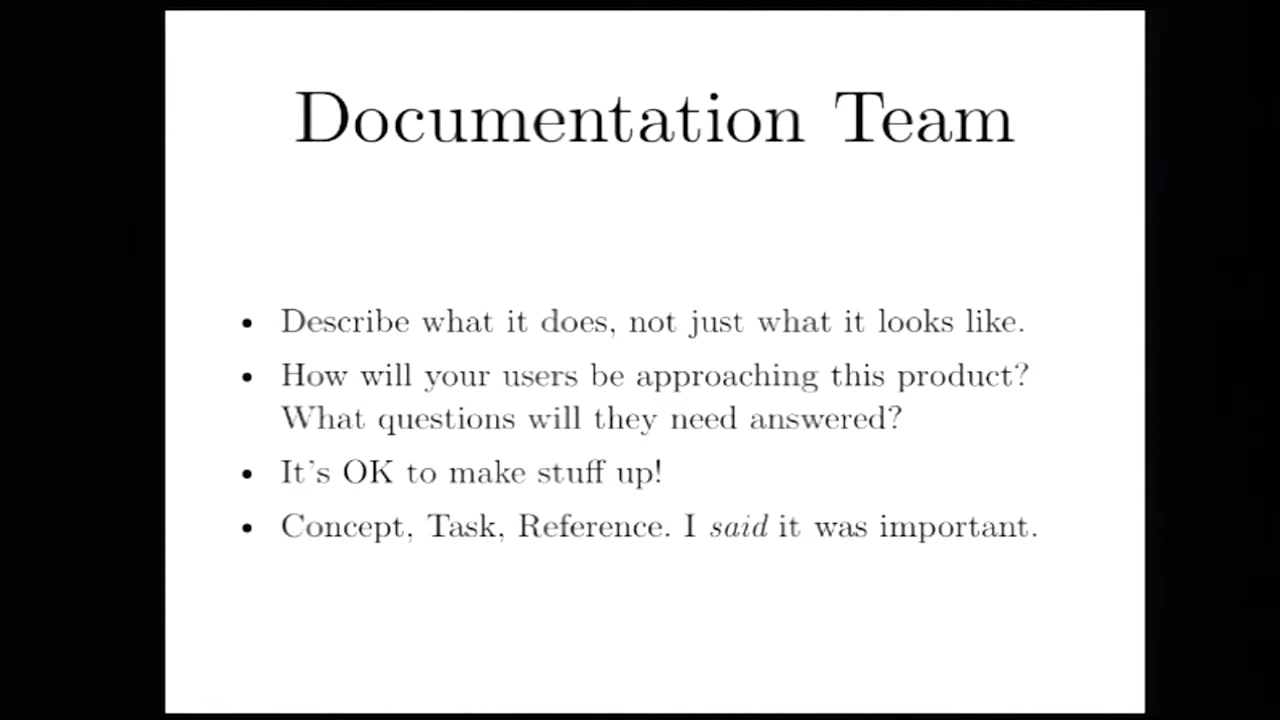 Documentation Team
• Describe what it does, not just what it looks like.
• How will your users be approaching this product?
What questions will they need answered?
• It's OK to make stuff up!
• Concept, Task, Reference. I said it was important.